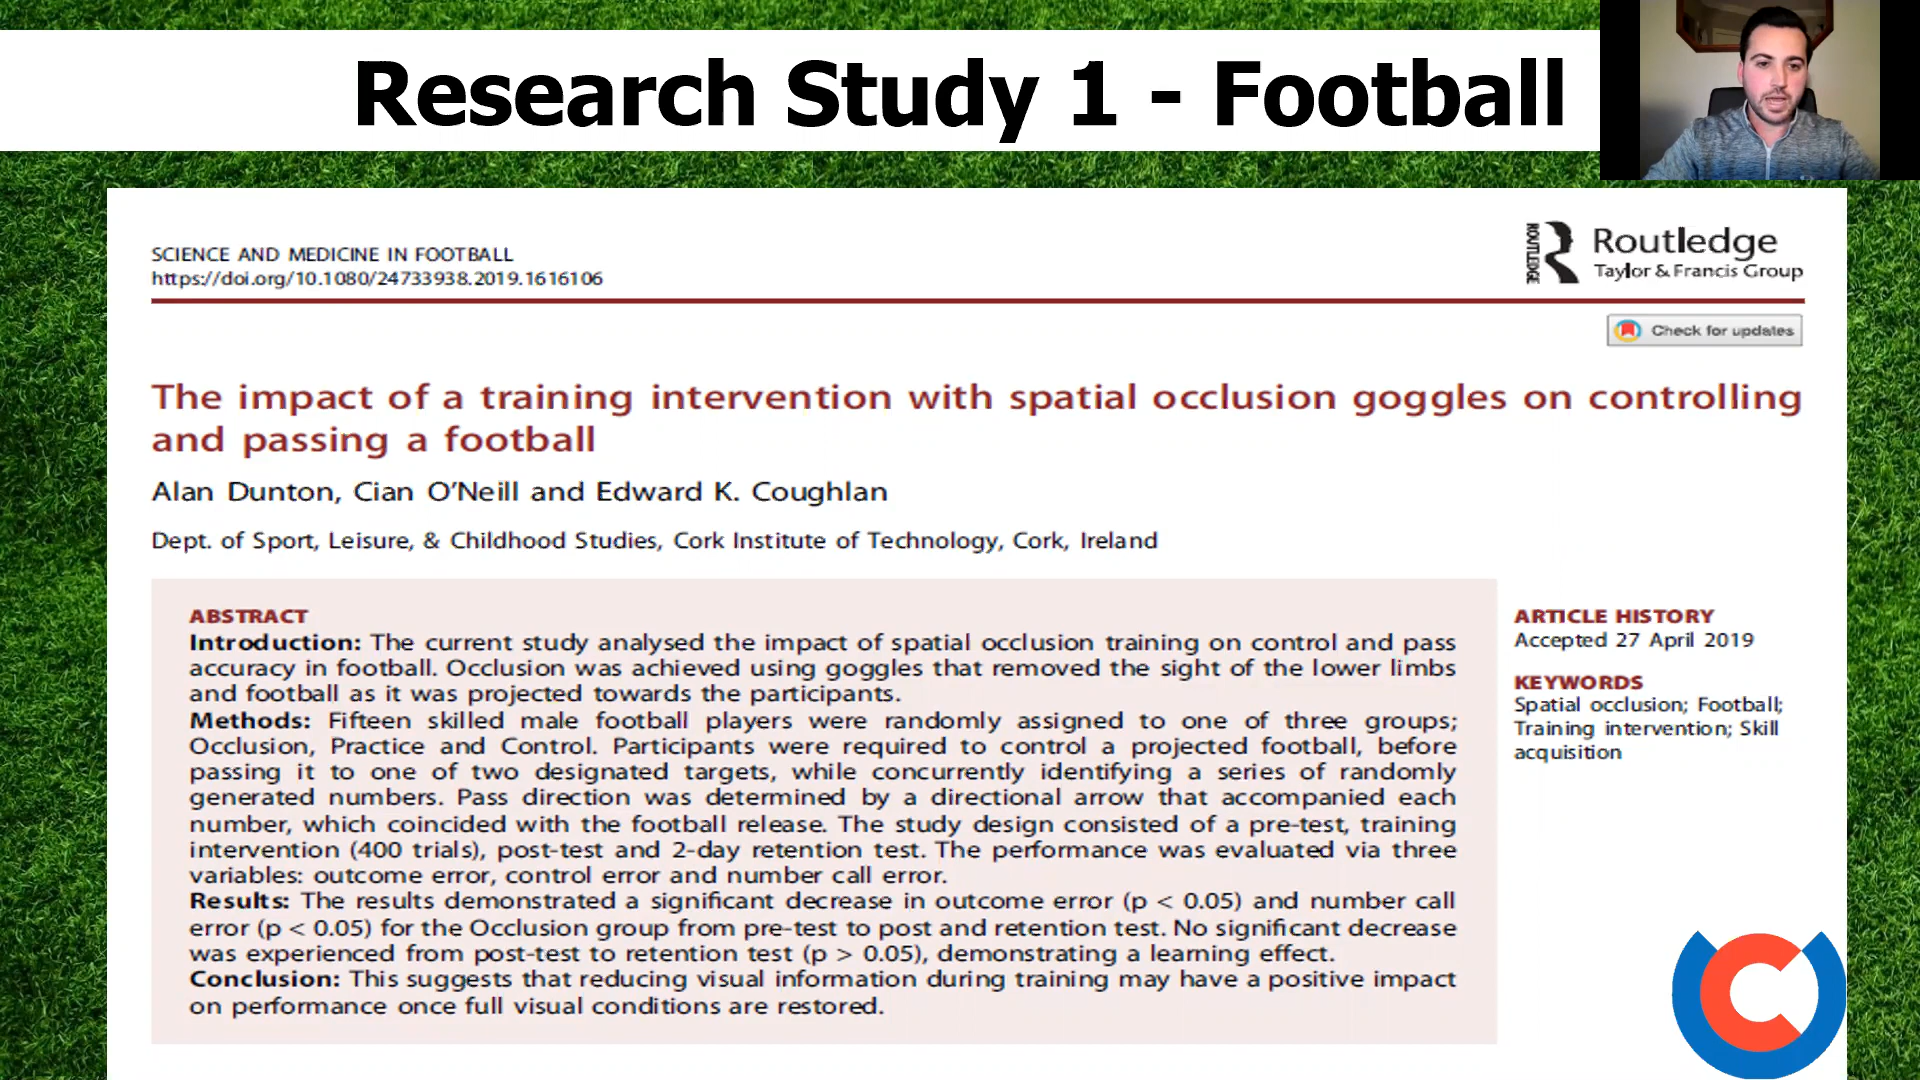 Research Study 1 - Football
SCIENCE AND MEDICINE IN FOOTBALL
https://doi.org/10.1080/24733938.2019.1616106
ROUTLEDGE
Routledge
Taylor & Francis Group
Check for updates
The impact of a training intervention with spatial occlusion goggles on controlling
and passing a football
Alan Dunton, Cian O'Neill and Edward K. Coughlan
Dept. of Sport, Leisure, & Childhood Studies, Cork Institute of Technology, Cork, Ireland
ABSTRACT
Introduction: The current study analysed the impact of spatial occlusion training on control and pass
accuracy in football. Occlusion was achieved using goggles that removed the sight of the lower limbs
and football as it was projected towards the participants.
Methods: Fifteen skilled male football players were randomly assigned to one of three groups;
Occlusion, Practice and Control. Participants were required to control a projected football, before
passing it to one of two designated targets, while concurrently identifying a series of randomly
generated numbers. Pass direction was determined by a directional arrow that accompanied each
number, which coincided with the football release. The study design consisted of a pre-test, training
intervention (400 trials), post-test and 2-day retention test. The performance was evaluated via three
variables: outcome error, control error and number call error.
Results: The results demonstrated a significant decrease in outcome error (p < 0.05) and number call
error (p < 0.05) for the Occlusion group from pre-test to post and retention test. No significant decrease
was experienced from post-test to retention test (p > 0.05), demonstrating a learning effect.
Conclusion: This suggests that reducing visual information during training may have a positive impact
on performance once full visual conditions are restored.
ARTICLE HISTORY
Accepted 27 April 2019
KEYWORDS
Spatial occlusion; Football;
Training intervention; Skill
acquisition